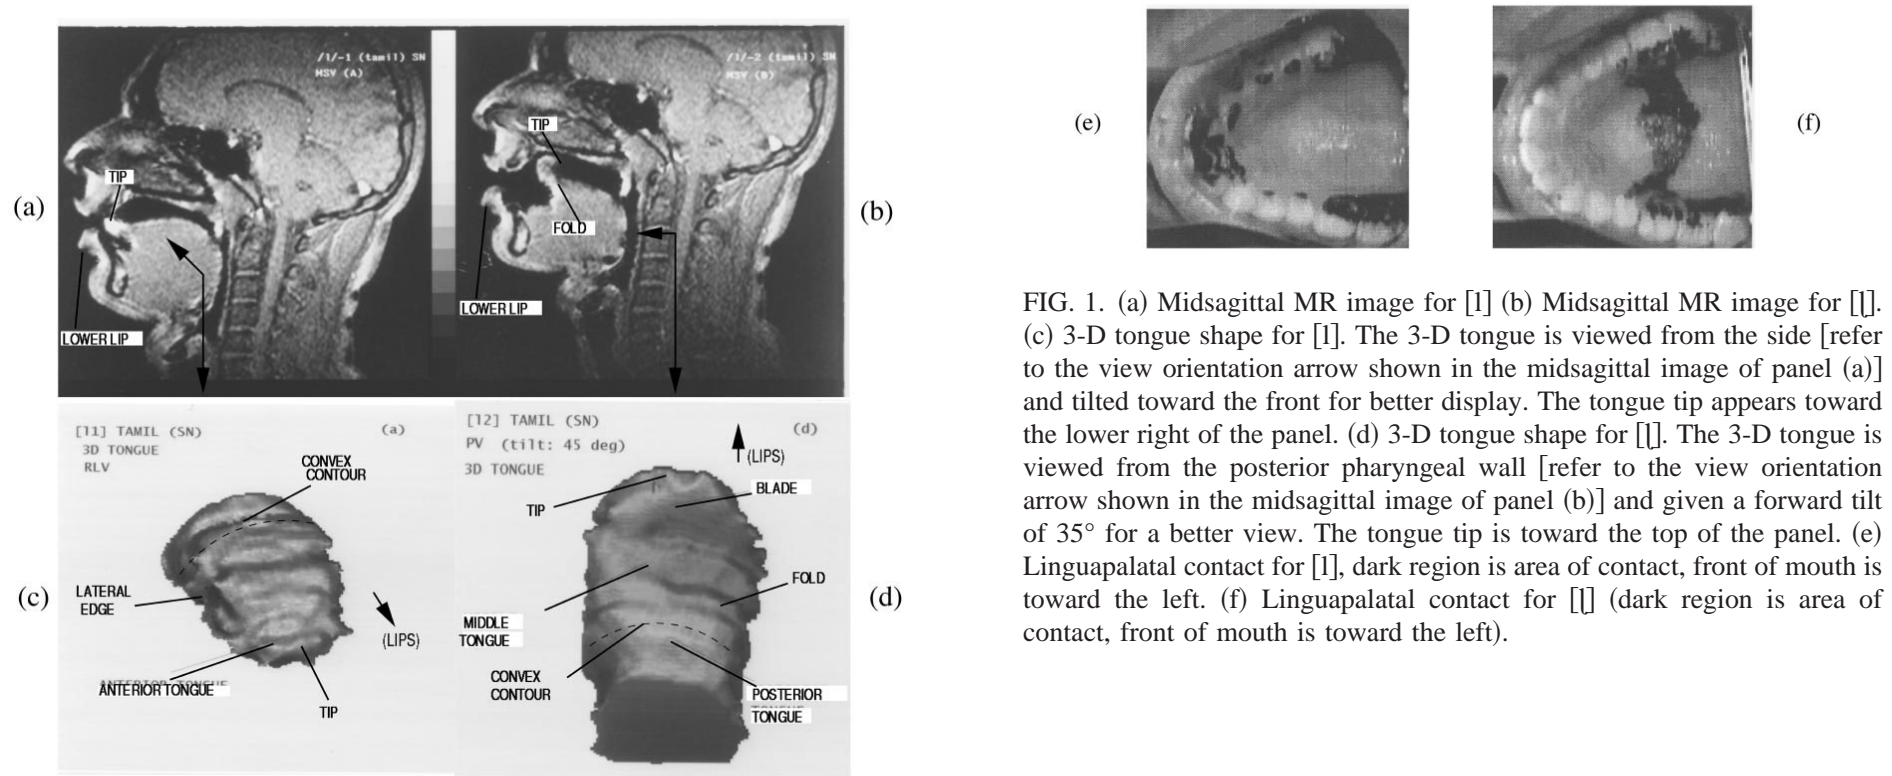 (a)
/1/-1 (tamil) SN
MSV (A)
TIP
LOWER LIP
/1/-2 (tamil) SN
MSV (B)
TIP
FOLD
LOWER LIP
(b)
(c)
[l1] TAMIL (SN)
(a)
3D TONGUE
RLV
CONVEX
CONTOUR
LATERAL
EDGE
(LIPS)
ANTERIOR TONGUE
TIP
[l2] TAMIL (SN)
(d)
PV (tilt: 45 deg)
3D TONGUE
(LIPS)
BLADE
TIP
FOLD
MIDDLE
TONGUE
CONVEX
CONTOUR
POSTERIOR
TONGUE
(d)
(e)
(f)
FIG. 1. (a) Midsagittal MR image for [l] (b) Midsagittal MR image for [ɭ].
(c) 3-D tongue shape for [l]. The 3-D tongue is viewed from the side [refer
to the view orientation arrow shown in the midsagittal image of panel (a)]
and tilted toward the front for better display. The tongue tip appears toward
the lower right of the panel. (d) 3-D tongue shape for [ɭ]. The 3-D tongue is
viewed from the posterior pharyngeal wall [refer to the view orientation
arrow shown in the midsagittal image of panel (b)] and given a forward tilt
of 35° for a better view. The tongue tip is toward the top of the panel. (e)
Linguapalatal contact for [l], dark region is area of contact, front of mouth is
toward the left. (f) Linguapalatal contact for [ɭ] (dark region is area of
contact, front of mouth is toward the left).